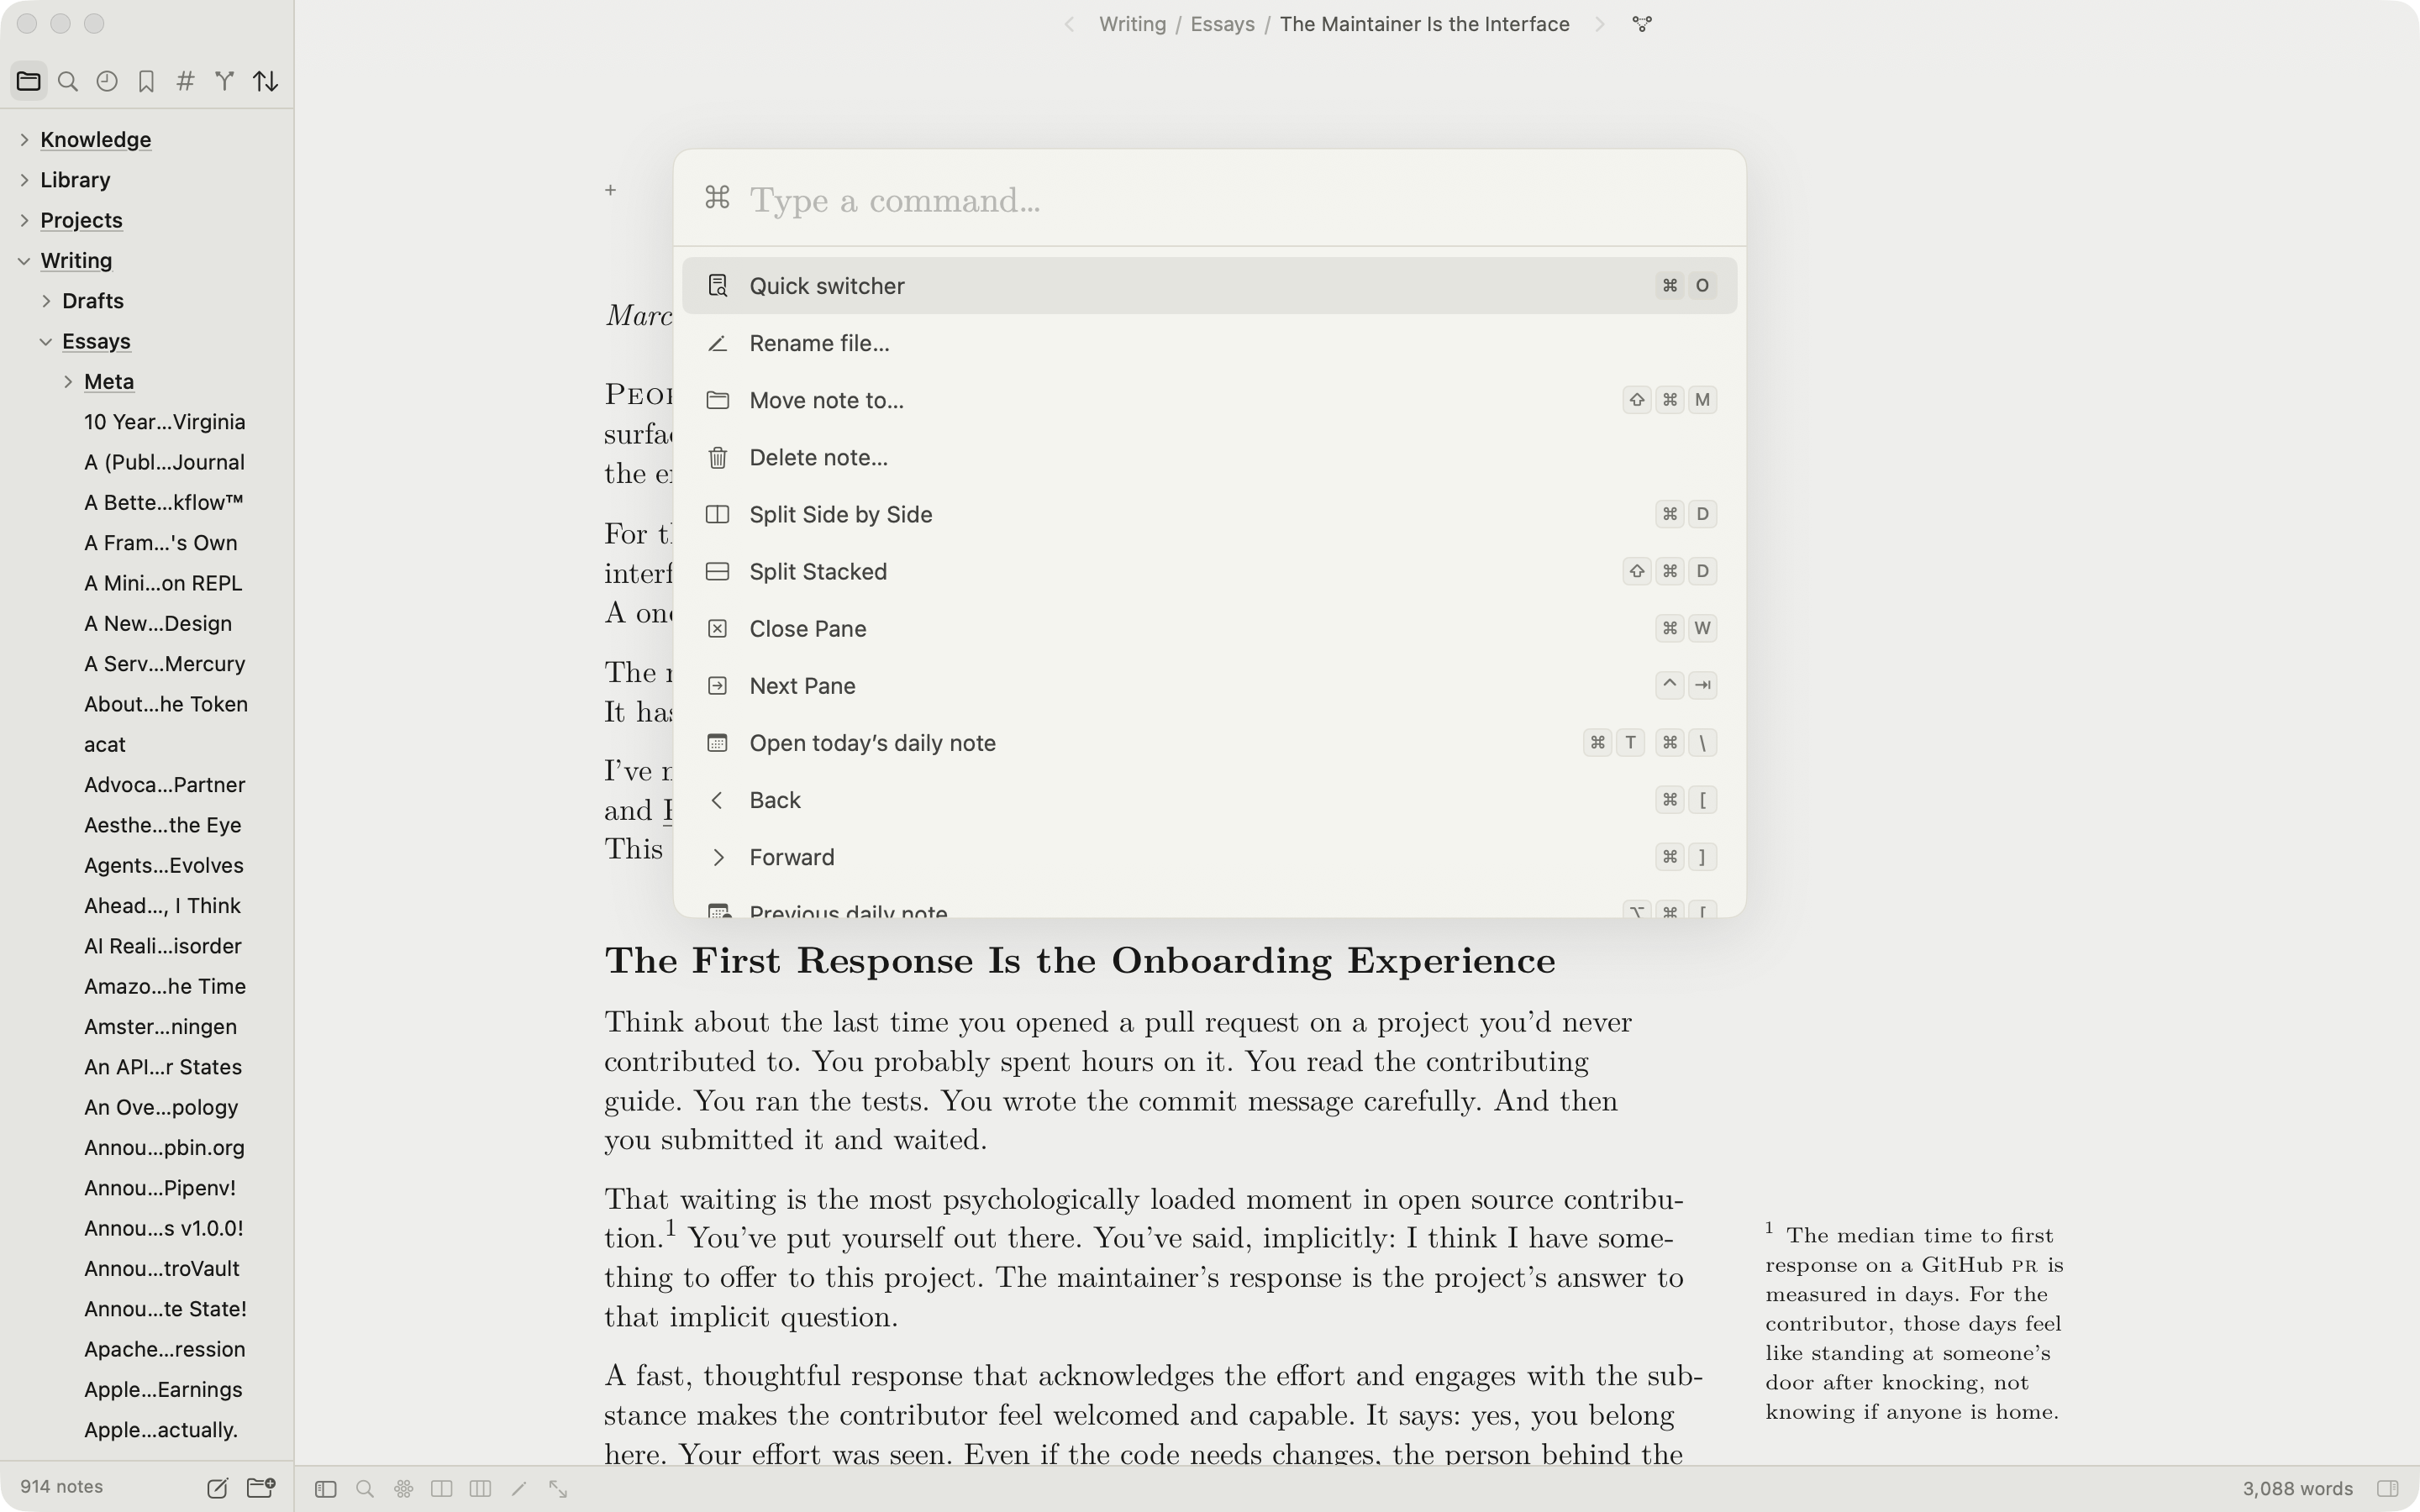 Writing / Essays / The Maintainer Is the Interface
Knowledge
Library
Projects
Writing
Drafts
Essays
Meta
10 Year...Virginia
A (Publ...Journal
A Bette...kflow™
A Fram...'s Own
A Mini...on REPL
A New...Design
A Serv...Mercury
About...he Token
acat
Advoca...Partner
Aesthe...the Eye
Agents...Evolves
Ahead..., I Think
AI Reali...isorder
Amazo...he Time
Amster...ningen
An API...r States
An Ove...pology
Annou...pbin.org
Annou...Pipenv!
Annou...s v1.0.0!
Annou...troVault
Annou...te State!
Apache...ression
Apple...Earnings
Apple...actually.
914 notes
⌘ Type a command...
Quick switcher ⌘ O
Rename file...
Move note to... ⇧ ⌘ M
Delete note...
Split Side by Side ⌘ D
Split Stacked ⇧ ⌘ D
Close Pane ⌘ W
Next Pane ^ ⇥
Open today's daily note ⌘ T ⌘ \
Back ⌘ [
Forward ⌘ ]
Previous daily note ⌥ ⌘ [
+
Marc
the
For
A
The
It has
I've
and
This
The First Response Is the Onboarding Experience
Think about the last time you opened a pull request on a project you'd never
contributed to. You probably spent hours on it. You read the contributing
guide. You ran the tests. You wrote the commit message carefully. And then
you submitted it and waited.
That waiting is the most psychologically loaded moment in open source contribu-
tion.1 You've put yourself out there. You've said, implicitly: I think I have some-
thing to offer to this project. The maintainer's response is the project's answer to
that implicit question.
A fast, thoughtful response that acknowledges the effort and engages with the sub-
stance makes the contributor feel welcomed and capable. It says: yes, you belong
here. Your effort was seen. Even if the code needs changes, the person behind the
1 The median time to first
response on a GitHub PR is
measured in days. For the
contributor, those days feel
like standing at someone's
door after knocking, not
knowing if anyone is home.
3,088 words